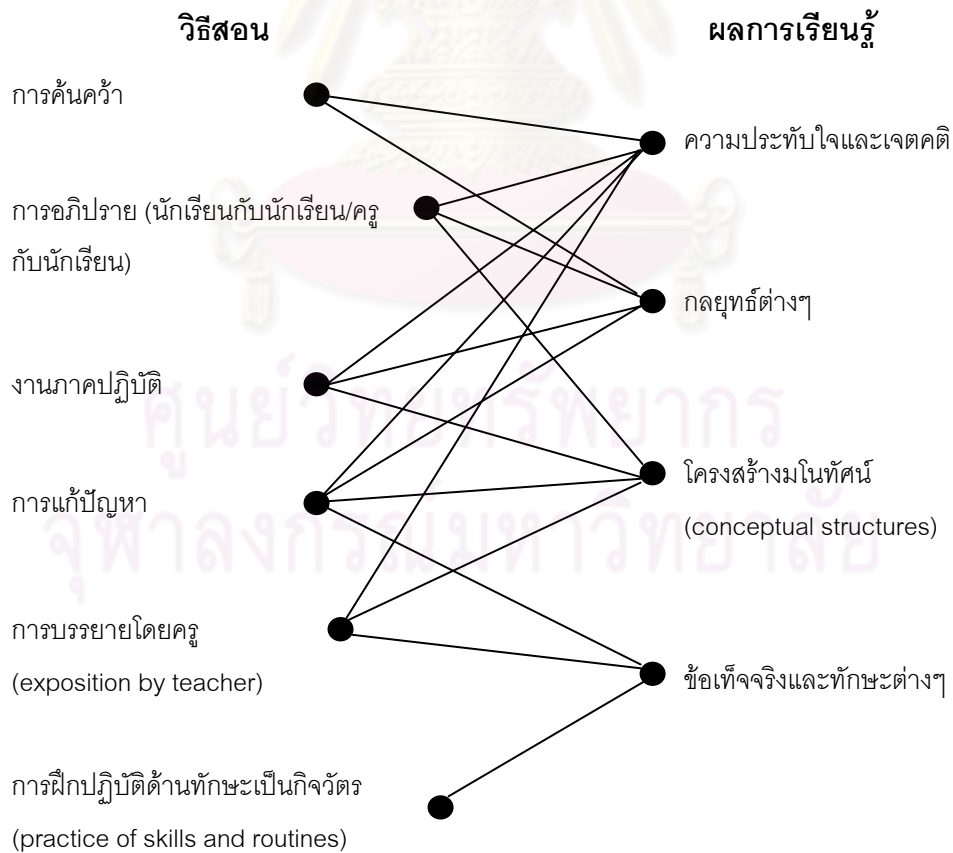 วิธีสอน
ผลการเรียนรู้
การค้นคว้า
ความประทับใจและเจตคติ
การอภิปราย (นักเรียนกับนักเรียน/ครู
กับนักเรียน)
กลยุทธ์ต่างๆ
งานภาคปฏิบัติ
ศูนย์วิทยทรัพยากร
โครงสร้างมโนทัศน์
(conceptual structures)
การแก้ปัญหา
จุฬาลงกรณ์มหาวิทยาลัย
การบรรยายโดยครู
(exposition by teacher)
ข้อเท็จจริงและทักษะต่างๆ
การฝึกปฏิบัติด้านทักษะเป็นกิจวัตร
(practice of skills and routines)